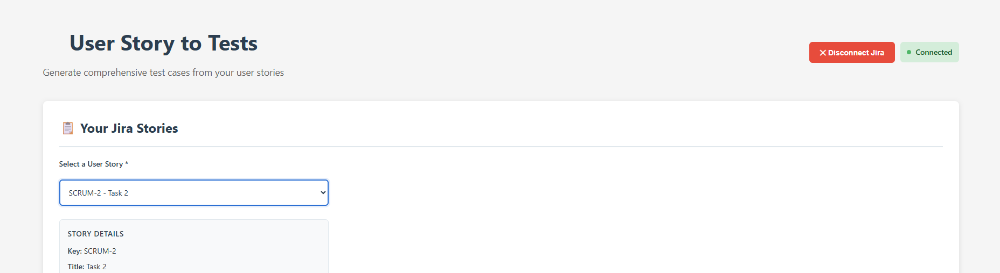 User Story to Tests
Generate comprehensive test cases from your user stories
Disconnect Jira
Connected
Your Jira Stories
Select a User Story *
SCRUM-2 - Task 2
STORY DETAILS
Key: SCRUM-2
Title: Task 2